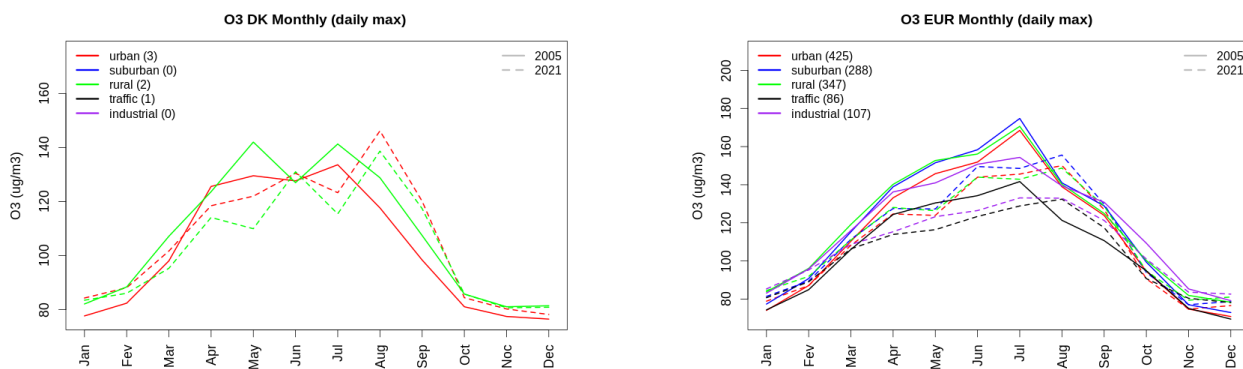 O3 DK Monthly (daily max)
O3 (ug/m3)
160
140
120
100
80
urban (3)
suburban (0)
rural (2)
traffic (1)
industrial (0)
2005
2021
Jan Fev Mar Apr May Jun Jul Aug Sep Oct Noc Dec
O3 EUR Monthly (daily max)
O3 (ug/m3)
200
180
160
140
120
100
80
urban (425)
suburban (288)
rural (347)
traffic (86)
industrial (107)
2005
2021
Jan Fev Mar Apr May Jun Jul Aug Sep Oct Noc Dec